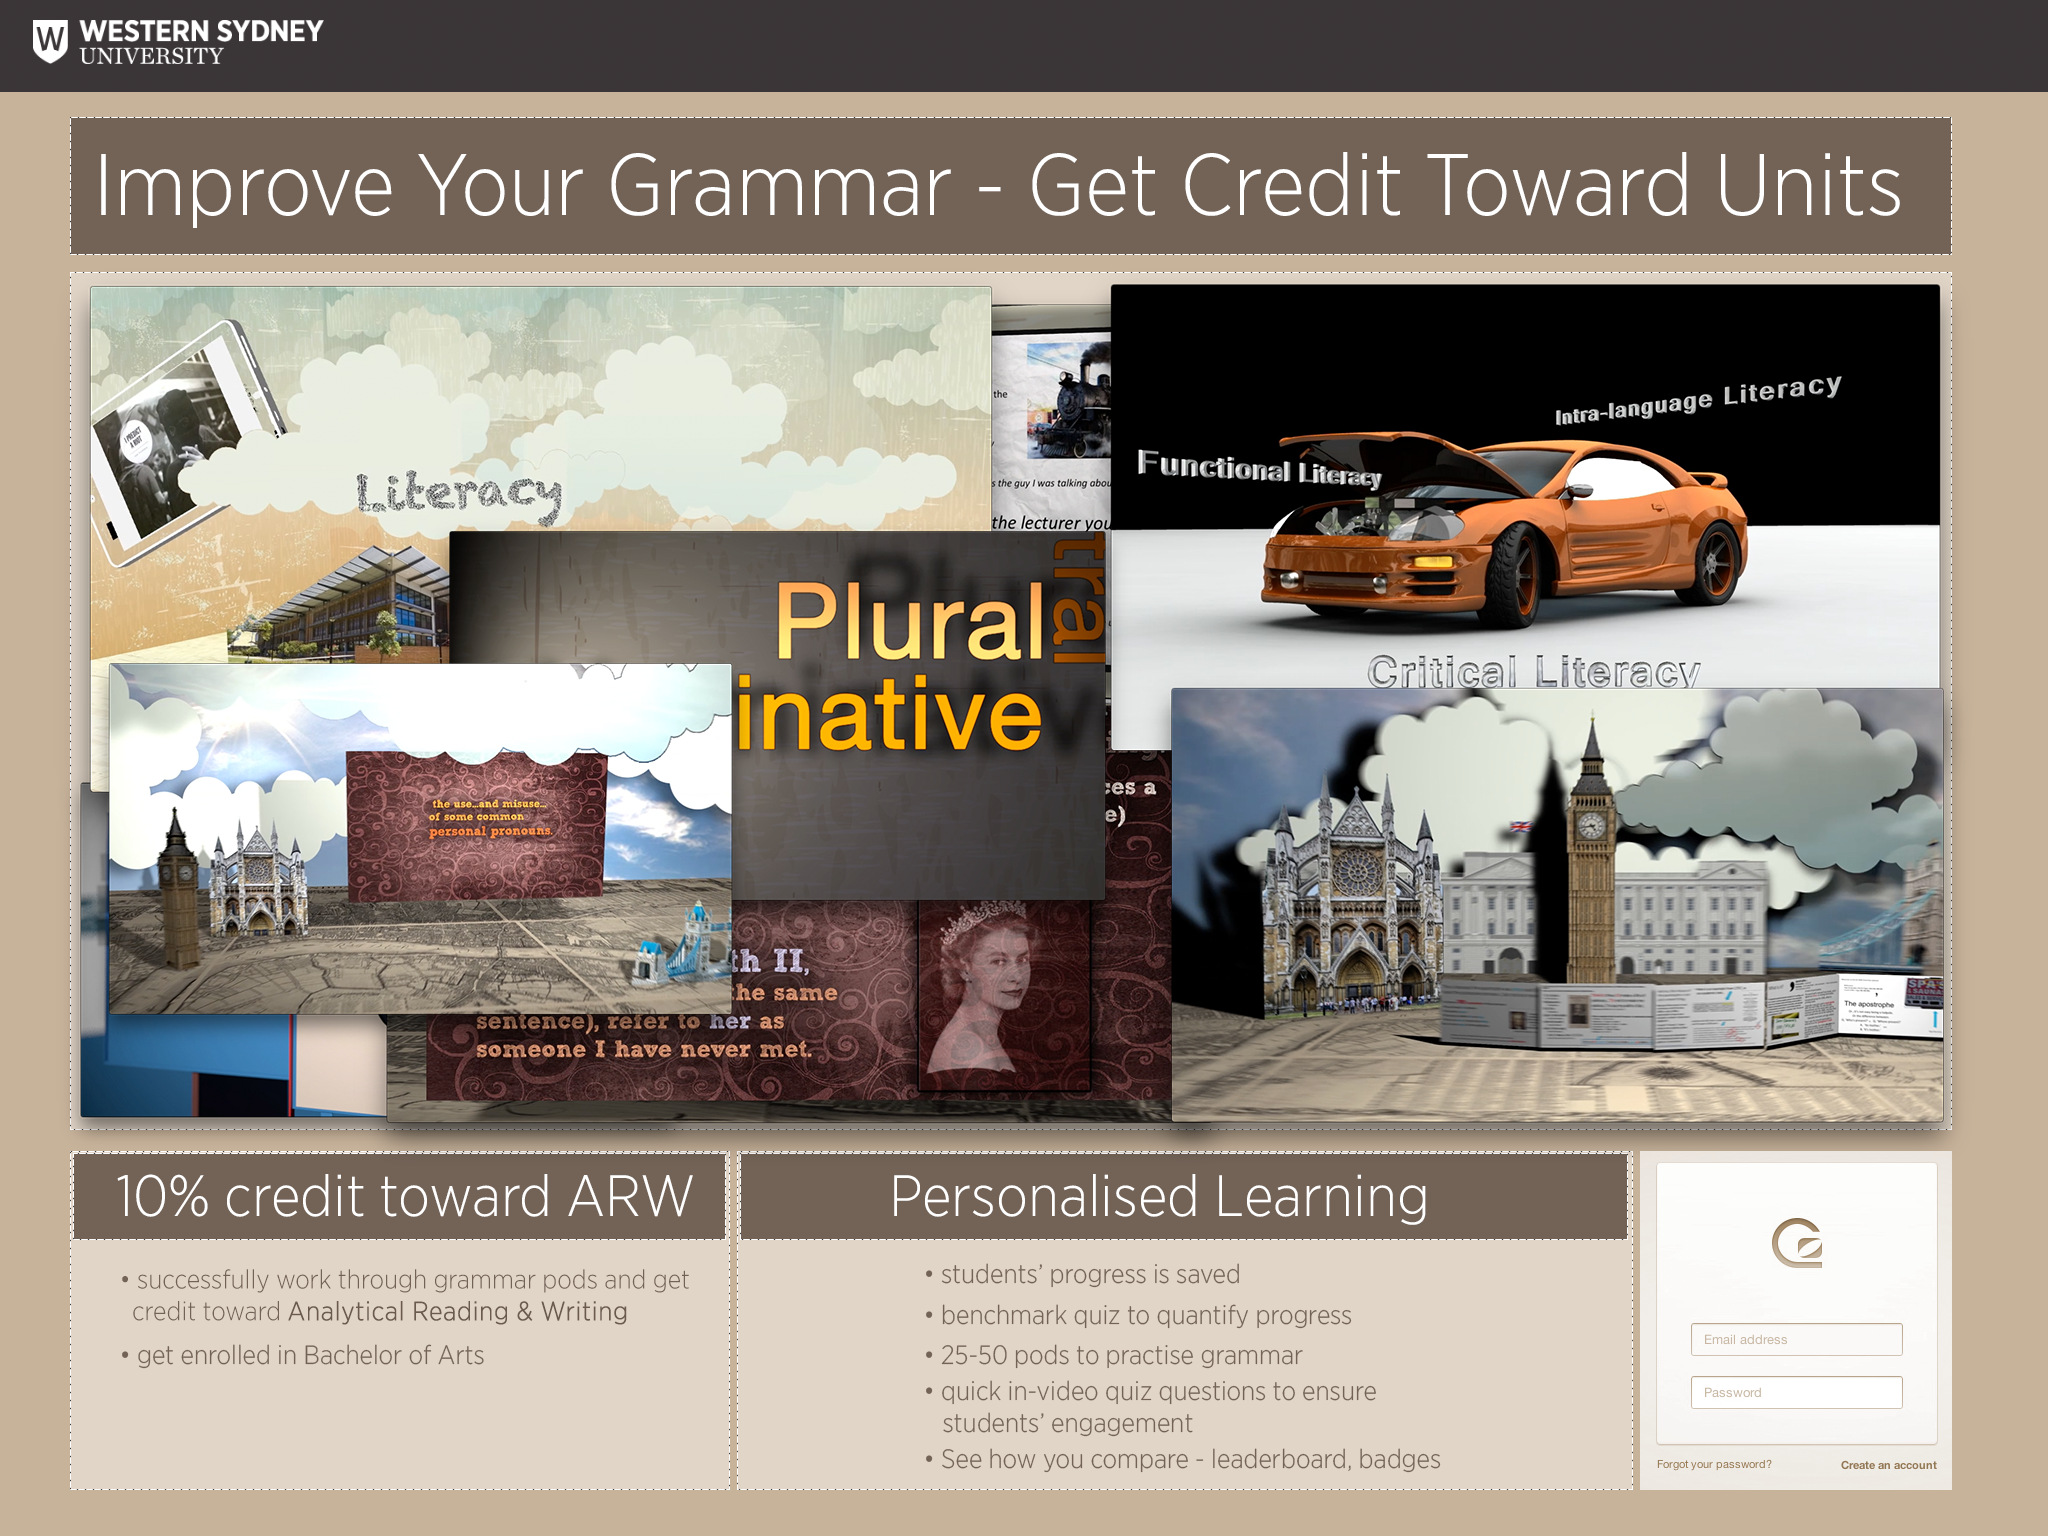 W WESTERN SYDNEY
UNIVERSITY
Improve Your Grammar - Get Credit Toward Units
I PREDICT
A RIOT
Literacy
the
s the guy I was talking abou
the lecturer you
Functional Literacy
Intra-language Literacy
Critical Literacy
Plural
tral
inative
the use...and misuse...
of some common
personal pronouns.
ces a
e)
th II,
the same
sentence), refer to her as
someone I have never met.
The apostrophe
10% credit toward ARW
• successfully work through grammar pods and get
credit toward Analytical Reading & Writing
• get enrolled in Bachelor of Arts
Personalised Learning
• students’ progress is saved
• benchmark quiz to quantify progress
• 25-50 pods to practise grammar
• quick in-video quiz questions to ensure
students’ engagement
• See how you compare - leaderboard, badges
Email address
Password
Forgot your password?
Create an account